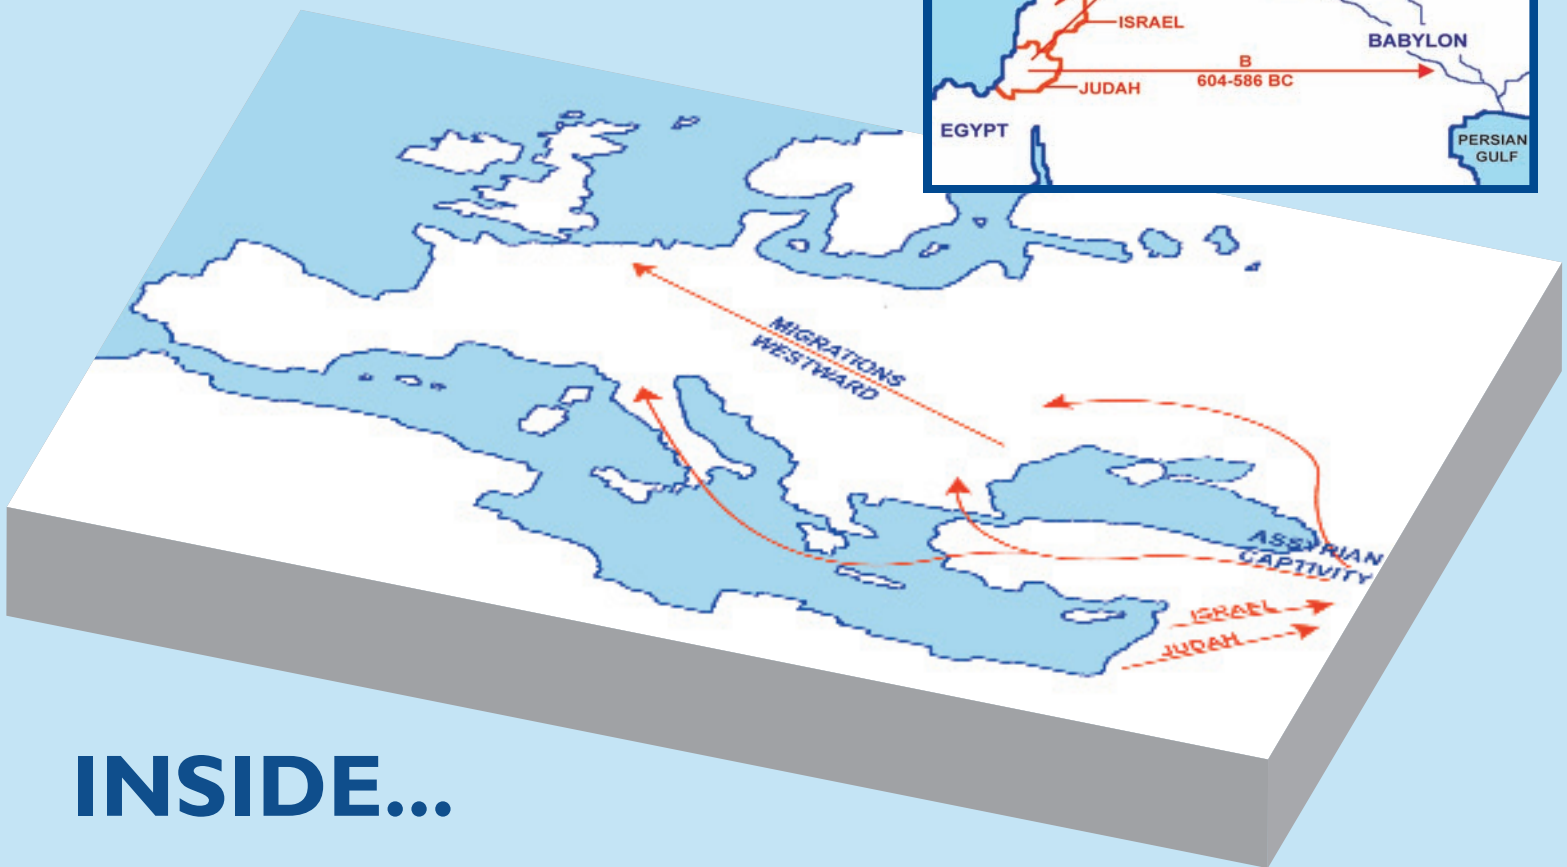 ISRAEL
BABYLON
B
604-586 BC
JUDAH
EGYPT
PERSIAN
GULF
MIGRATIONS
WESTWARD
ASSYRIAN
CAPTIVITY
ISRAEL
JUDAH
INSIDE...